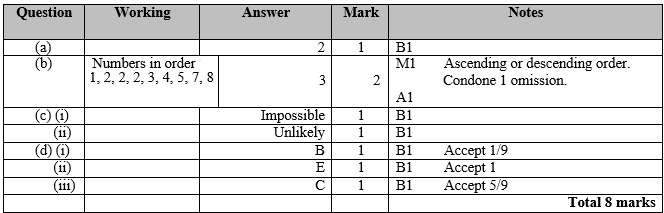 Question Working Answer Mark Notes
(a) 2 1 B1
(b) Numbers in order M1 Ascending or descending order.
1, 2, 2, 2, 3, 4, 5, 7, 8 3 2 Condone 1 omission.
A1
(c) (i) Impossible 1 B1
(ii) Unlikely 1 B1
(d) (i) B 1 B1 Accept 1/9
(ii) E 1 B1 Accept 1
(iii) C 1 B1 Accept 5/9
Total 8 marks